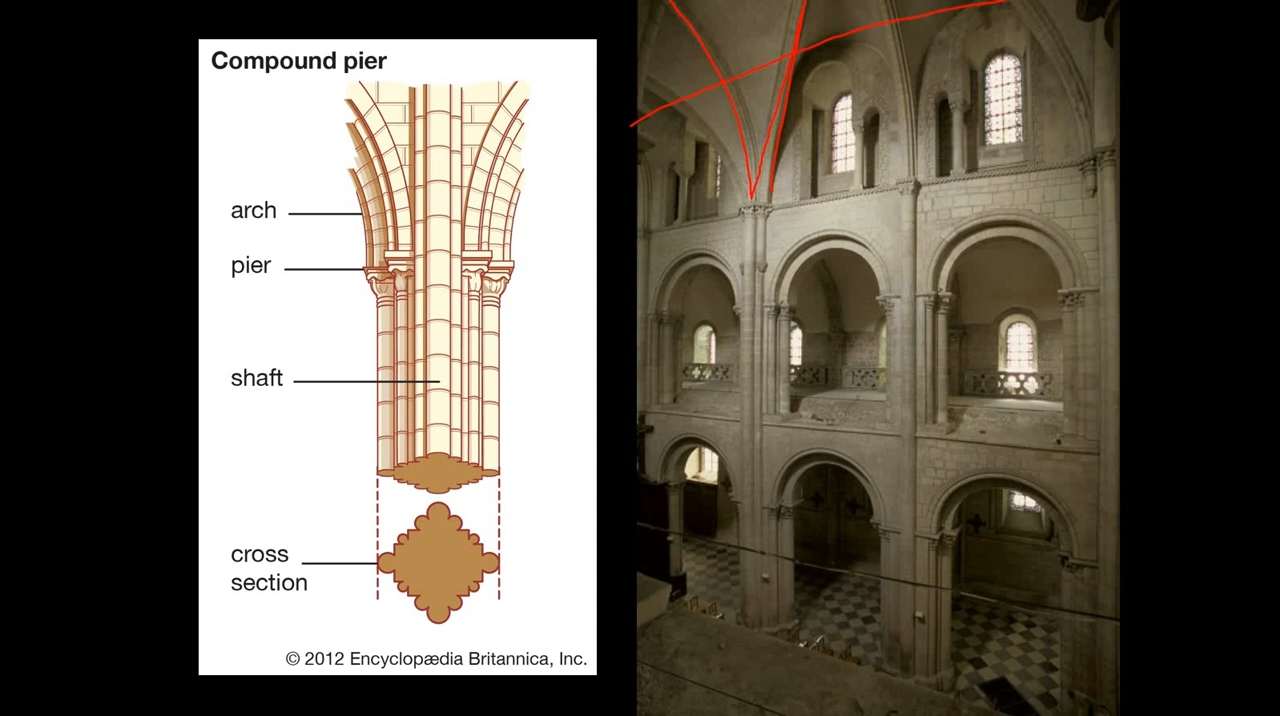 Compound pier
arch
pier
shaft
cross
section
© 2012 Encyclopædia Britannica, Inc.